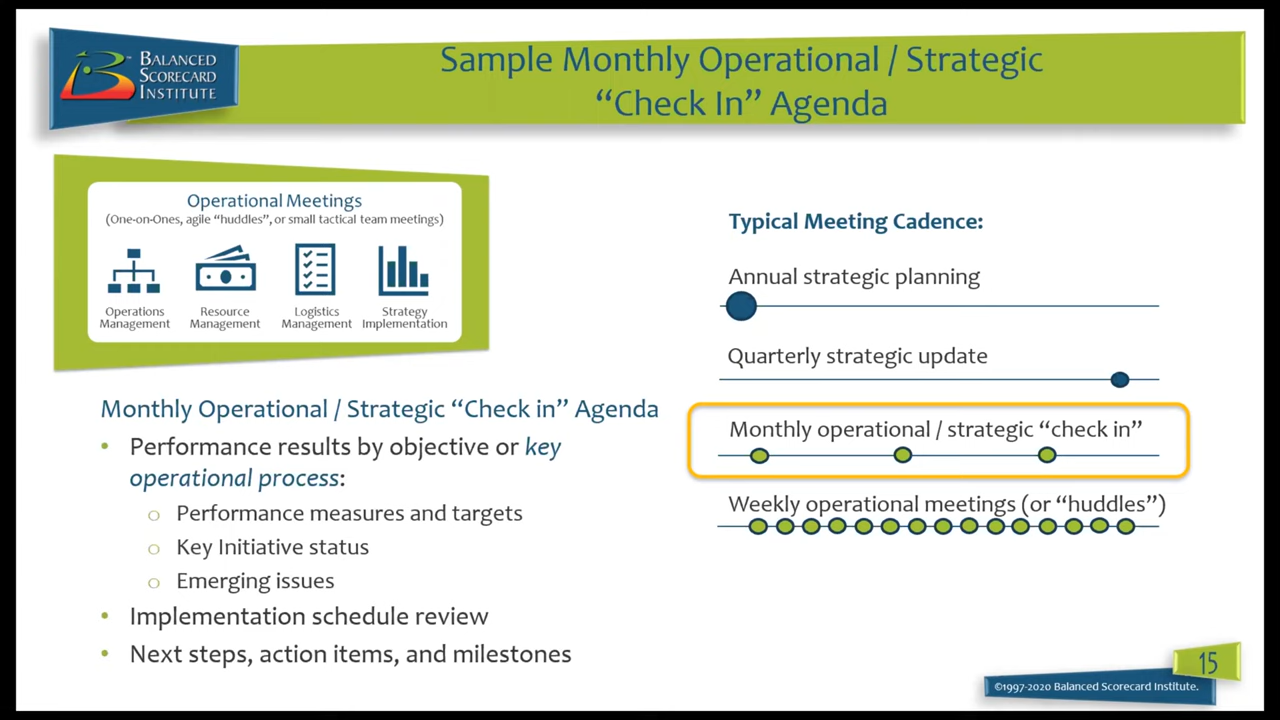 BALANCED
SCORECARD
INSTITUTE
Sample Monthly Operational / Strategic
“Check In” Agenda
Operational Meetings
(One-on-Ones, agile “huddles”, or small tactical team meetings)
Operations
Management
Resource
Management
Logistics
Management
Strategy
Implementation
Monthly Operational / Strategic “Check in” Agenda
• Performance results by objective or key
operational process:
o Performance measures and targets
o Key Initiative status
o Emerging issues
• Implementation schedule review
• Next steps, action items, and milestones
Typical Meeting Cadence:
Annual strategic planning
Quarterly strategic update
Monthly operational / strategic “check in”
Weekly operational meetings (or “huddles”)
15
©1997-2020 Balanced Scorecard Institute.